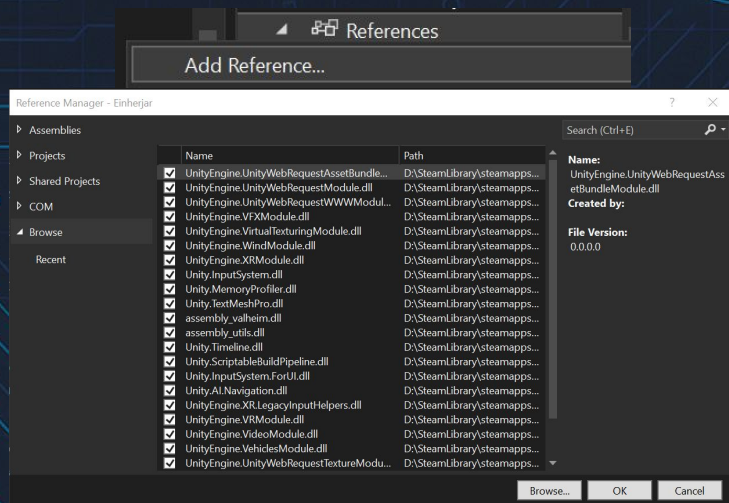 References
Add Reference...
Reference Manager - Einherjar
? ×
Assemblies
Projects
Shared Projects
COM
Browse
Recent
Name Path
UnityEngine.UnityWebRequestAssetBundle... D:\SteamLibrary\steamapps...
UnityEngine.UnityWebRequestModule.dll D:\SteamLibrary\steamapps...
UnityEngine.UnityWebRequestWWWModul... D:\SteamLibrary\steamapps...
UnityEngine.VFXModule.dll D:\SteamLibrary\steamapps...
UnityEngine.VirtualTexturingModule.dll D:\SteamLibrary\steamapps...
UnityEngine.WindModule.dll D:\SteamLibrary\steamapps...
UnityEngine.XRModule.dll D:\SteamLibrary\steamapps...
Unity.InputSystem.dll D:\SteamLibrary\steamapps...
Unity.MemoryProfiler.dll D:\SteamLibrary\steamapps...
Unity.TextMeshPro.dll D:\SteamLibrary\steamapps...
assembly_valheim.dll D:\SteamLibrary\steamapps...
assembly_utils.dll D:\SteamLibrary\steamapps...
Unity.Timeline.dll D:\SteamLibrary\steamapps...
Unity.ScriptableBuildPipeline.dll D:\SteamLibrary\steamapps...
Unity.InputSystem.ForUI.dll D:\SteamLibrary\steamapps...
Unity.AI.Navigation.dll D:\SteamLibrary\steamapps...
UnityEngine.XR.LegacyInputHelpers.dll D:\SteamLibrary\steamapps...
UnityEngine.VRModule.dll D:\SteamLibrary\steamapps...
UnityEngine.VideoModule.dll D:\SteamLibrary\steamapps...
UnityEngine.VehiclesModule.dll D:\SteamLibrary\steamapps...
UnityEngine.UnityWebRequestTextureModu... D:\SteamLibrary\steamapps...
Search (Ctrl+E)
Name:
UnityEngine.UnityWebRequestAss
etBundleModule.dll
Created by:
File Version:
0.0.0.0
Browse... OK Cancel